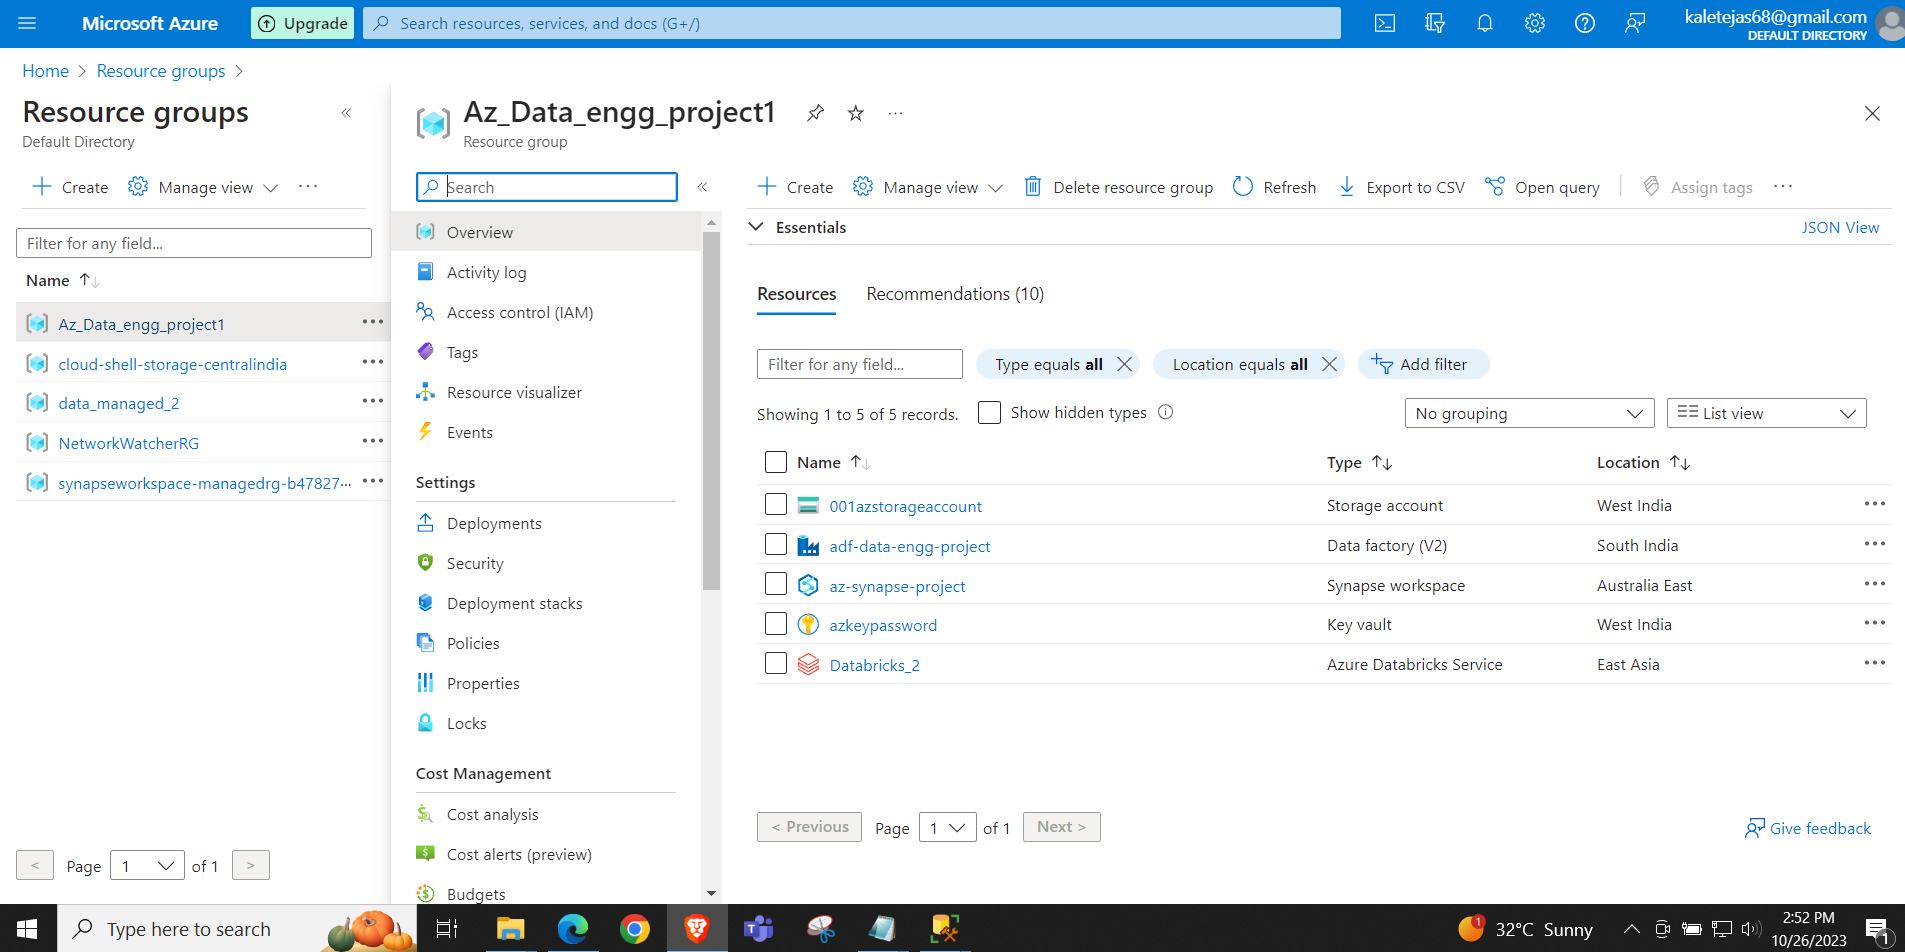 Microsoft Azure
Upgrade
Search resources, services, and docs (G+/)
kaletejas68@gmail.com
DEFAULT DIRECTORY
Home > Resource groups >
Resource groups
Default Directory
Create
Manage view
Filter for any field...
Name
Az_Data_engg_project1
cloud-shell-storage-centralindia
data_managed_2
NetworkWatcherRG
synapseworkspace-managedrg-b47827...
< Page 1 of 1 >
Az_Data_engg_project1
Resource group
Search
Overview
Activity log
Access control (IAM)
Tags
Resource visualizer
Events
Settings
Deployments
Security
Deployment stacks
Policies
Properties
Locks
Cost Management
Cost analysis
Cost alerts (preview)
Budgets
Create Manage view Delete resource group Refresh Export to CSV Open query Assign tags
Essentials
JSON View
Resources Recommendations (10)
Filter for any field... Type equals all Location equals all Add filter
Showing 1 to 5 of 5 records. Show hidden types No grouping List view
Name Type Location
001azstorageaccount Storage account West India
adf-data-engg-project Data factory (V2) South India
az-synapse-project Synapse workspace Australia East
azkeypassword Key vault West India
Databricks_2 Azure Databricks Service East Asia
< Previous Page 1 of 1 Next >
Give feedback
Type here to search
1
32°C Sunny
2:52 PM
10/26/2023
1